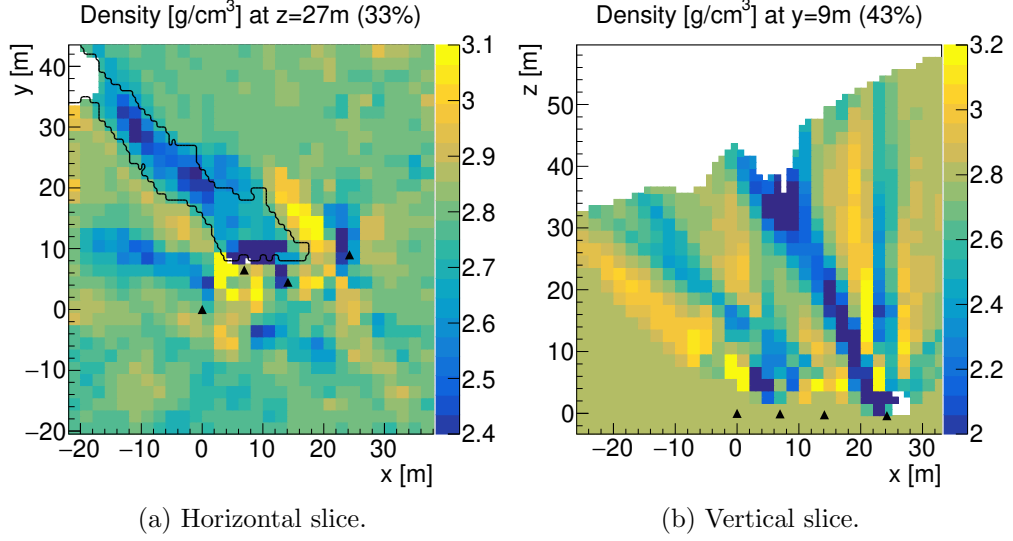 Density [g/cm³] at z=27m (33%)
y [m]
40
30
20
10
0
−10
−20
−20 −10 0 10 20 30
x [m]
3.1
3
2.9
2.8
2.7
2.6
2.5
2.4
(a) Horizontal slice.
Density [g/cm³] at y=9m (43%)
z [m]
50
40
30
20
10
0
−20 −10 0 10 20 30
x [m]
3.2
3
2.8
2.6
2.4
2.2
2
(b) Vertical slice.